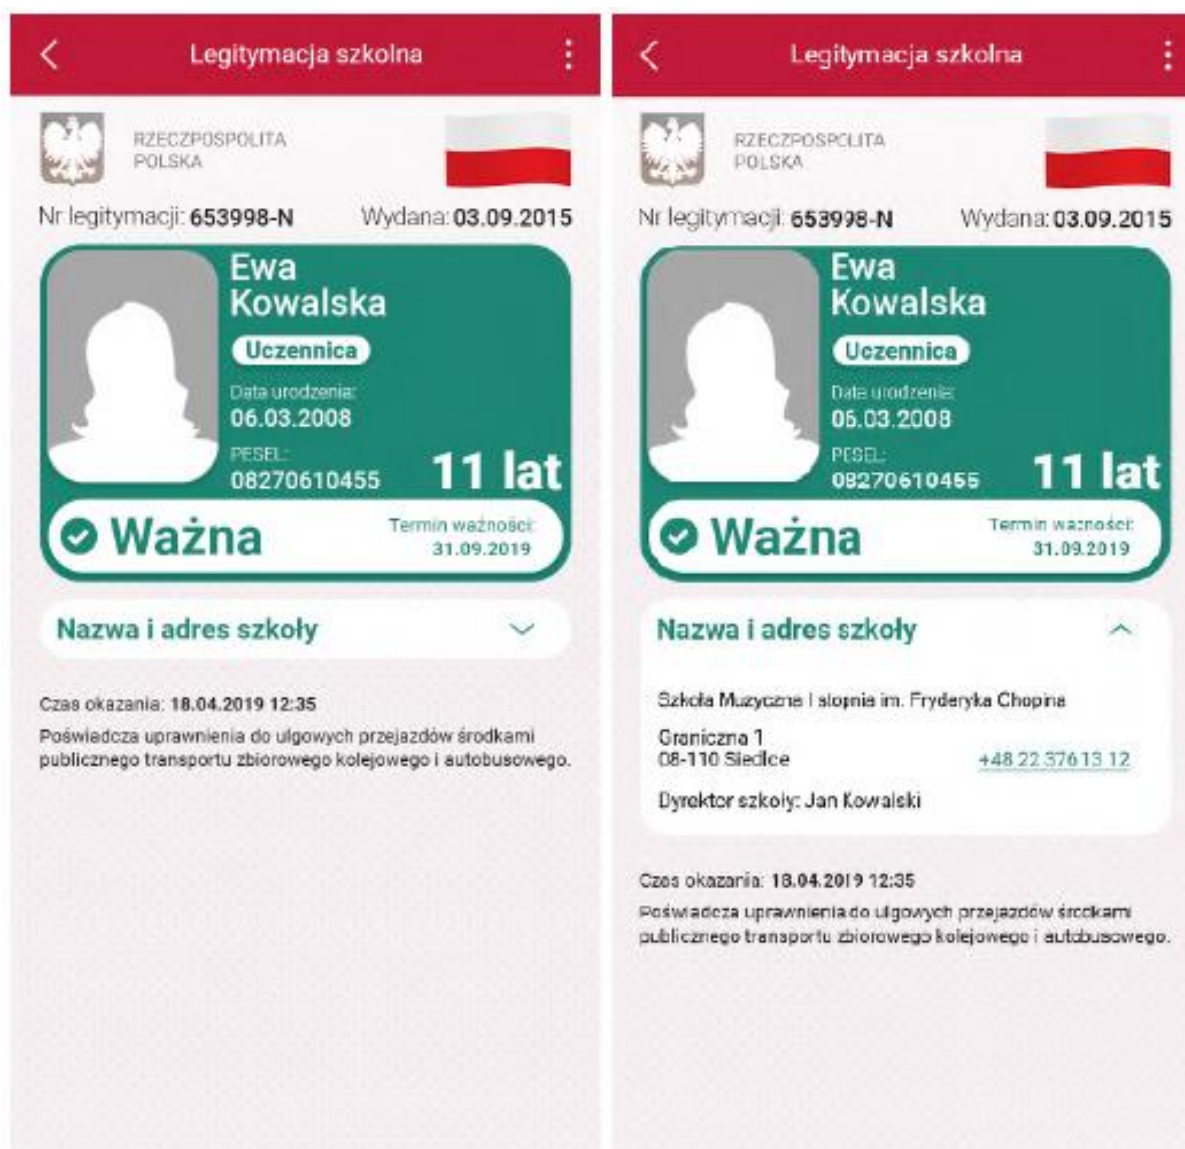 Legitymacja szkolna
RZECZPOSPOLITA
POLSKA
Nr legitymacji: 653998-N Wydana: 03.09.2015
Ewa
Kowalska
Uczennica
Data urodzenia:
06.03.2008
PESEL:
08270610455
11 lat
Ważna
Termin ważności:
31.09.2019
Nazwa i adres szkoły
Czas okazania: 18.04.2019 12:35
Poświadcza uprawnienia do ulgowych przejazdów środkami
publicznego transportu zbiorowego kolejowego i autobusowego.
Legitymacja szkolna
RZECZPOSPOLITA
POLSKA
Nr legitymacji: 653998-N Wydana: 03.09.2015
Ewa
Kowalska
Uczennica
Data urodzenia:
06.03.2008
PESEL:
08270610455
11 lat
Ważna
Termin ważności:
31.09.2019
Nazwa i adres szkoły
Szkoła Muzyczna I stopnia im. Fryderyka Chopina
Graniczna 1
08-110 Siedlce +48 22 376 13 12
Dyrektor szkoły: Jan Kowalski
Czas okazania: 18.04.2019 12:35
Poświadcza uprawnienia do ulgowych przejazdów środkami
publicznego transportu zbiorowego kolejowego i autobusowego.